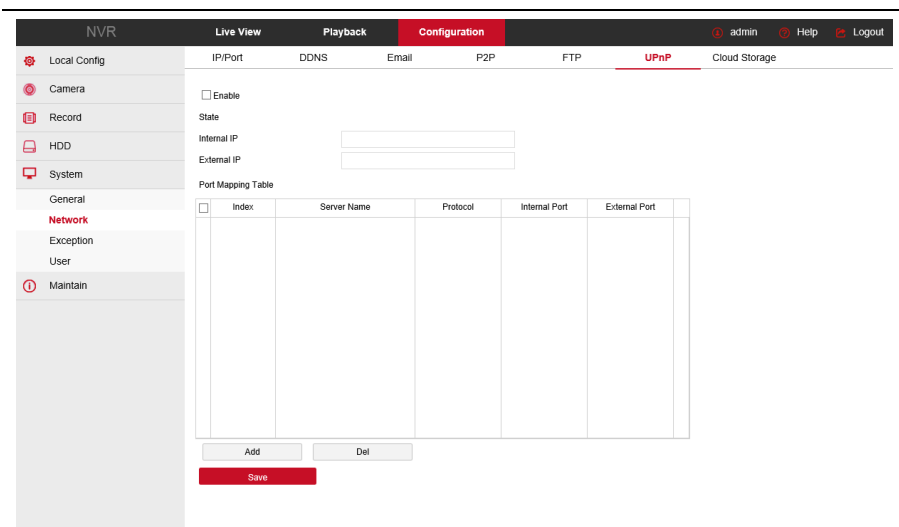 NVR Live View Playback Configuration admin Help Logout
Local Config
Camera
Record
HDD
System
General
Network
Exception
User
Maintain
IP/Port DDNS Email P2P FTP UPnP Cloud Storage
Enable
State
Internal IP
External IP
Port Mapping Table
Index Server Name Protocol Internal Port External Port
Add Del
Save